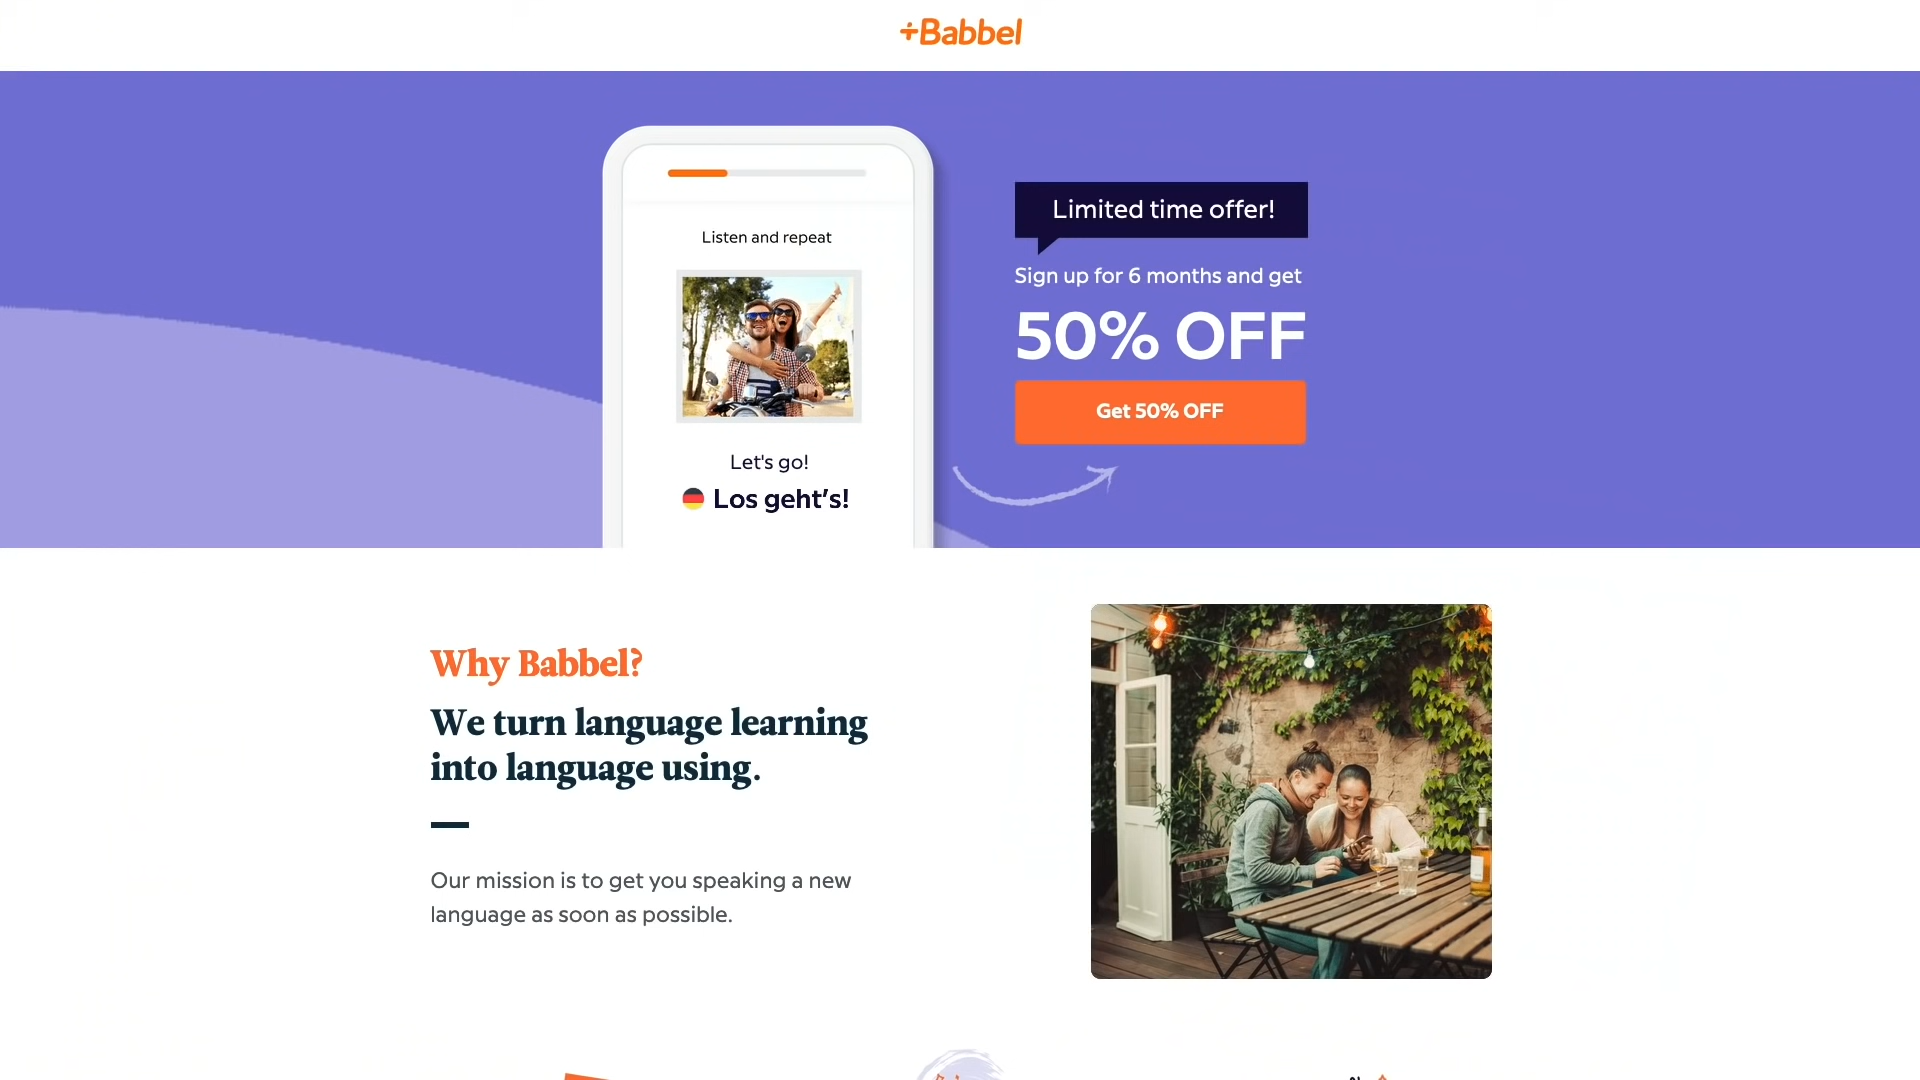 +Babbel
Listen and repeat
Let's go!
Los geht's!
Limited time offer!
Sign up for 6 months and get
50% OFF
Get 50% OFF
Why Babbel?
We turn language learning
into language using.
Our mission is to get you speaking a new
language as soon as possible.